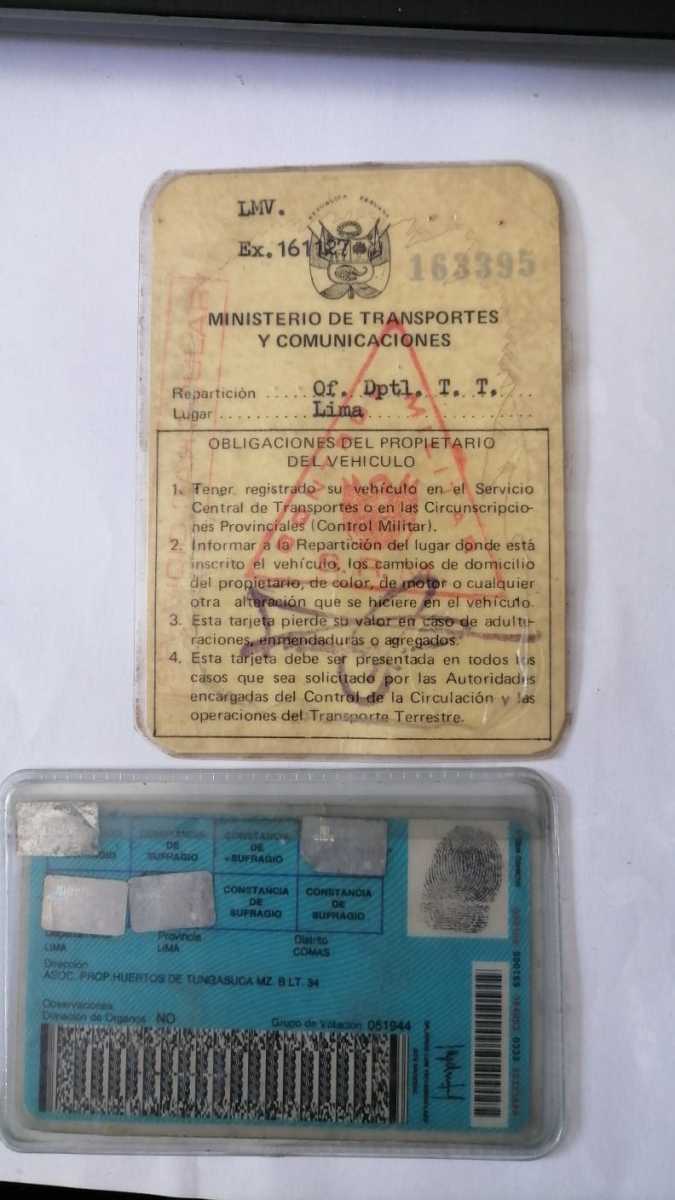 LMV.
REPUBLICA PERUANA
Ex. 161127
163395
MINISTERIO DE TRANSPORTES
Y COMUNICACIONES
Repartición .... Of. Dptl. T. T. ...
Lugar ........... Lima ...........
OBLIGACIONES DEL PROPIETARIO
DEL VEHICULO
1. Tener registrado su vehículo en el Servicio
Central de Transportes o en las Circunscripcio-
nes Provinciales (Control Militar).
2. Informar a la Repartición del lugar donde está
inscrito el vehículo, los cambios de domicilio
del propietario, de color, de motor o cualquier
otra alteración que se hiciere en el vehículo.
3. Esta tarjeta pierde su valor en caso de adulte-
raciones, enmendaduras o agregados.
4. Esta tarjeta debe ser presentada en todos los
casos que sea solicitado por las Autoridades
encargadas del Control de la Circulación y las
operaciones del Transporte Terrestre.
MILITAR
CONSTANCIA DE SUFRAGIO
CONSTANCIA DE SUFRAGIO
CONSTANCIA DE SUFRAGIO
CONSTANCIA DE SUFRAGIO
Provincia Distrito
LIMA LIMA COMAS
Dirección
ASOC. PROP.HUERTOS DE TUNGASUCA MZ. B LT. 34
Observaciones
Donación de Organos NO Grupo de Votación 051944